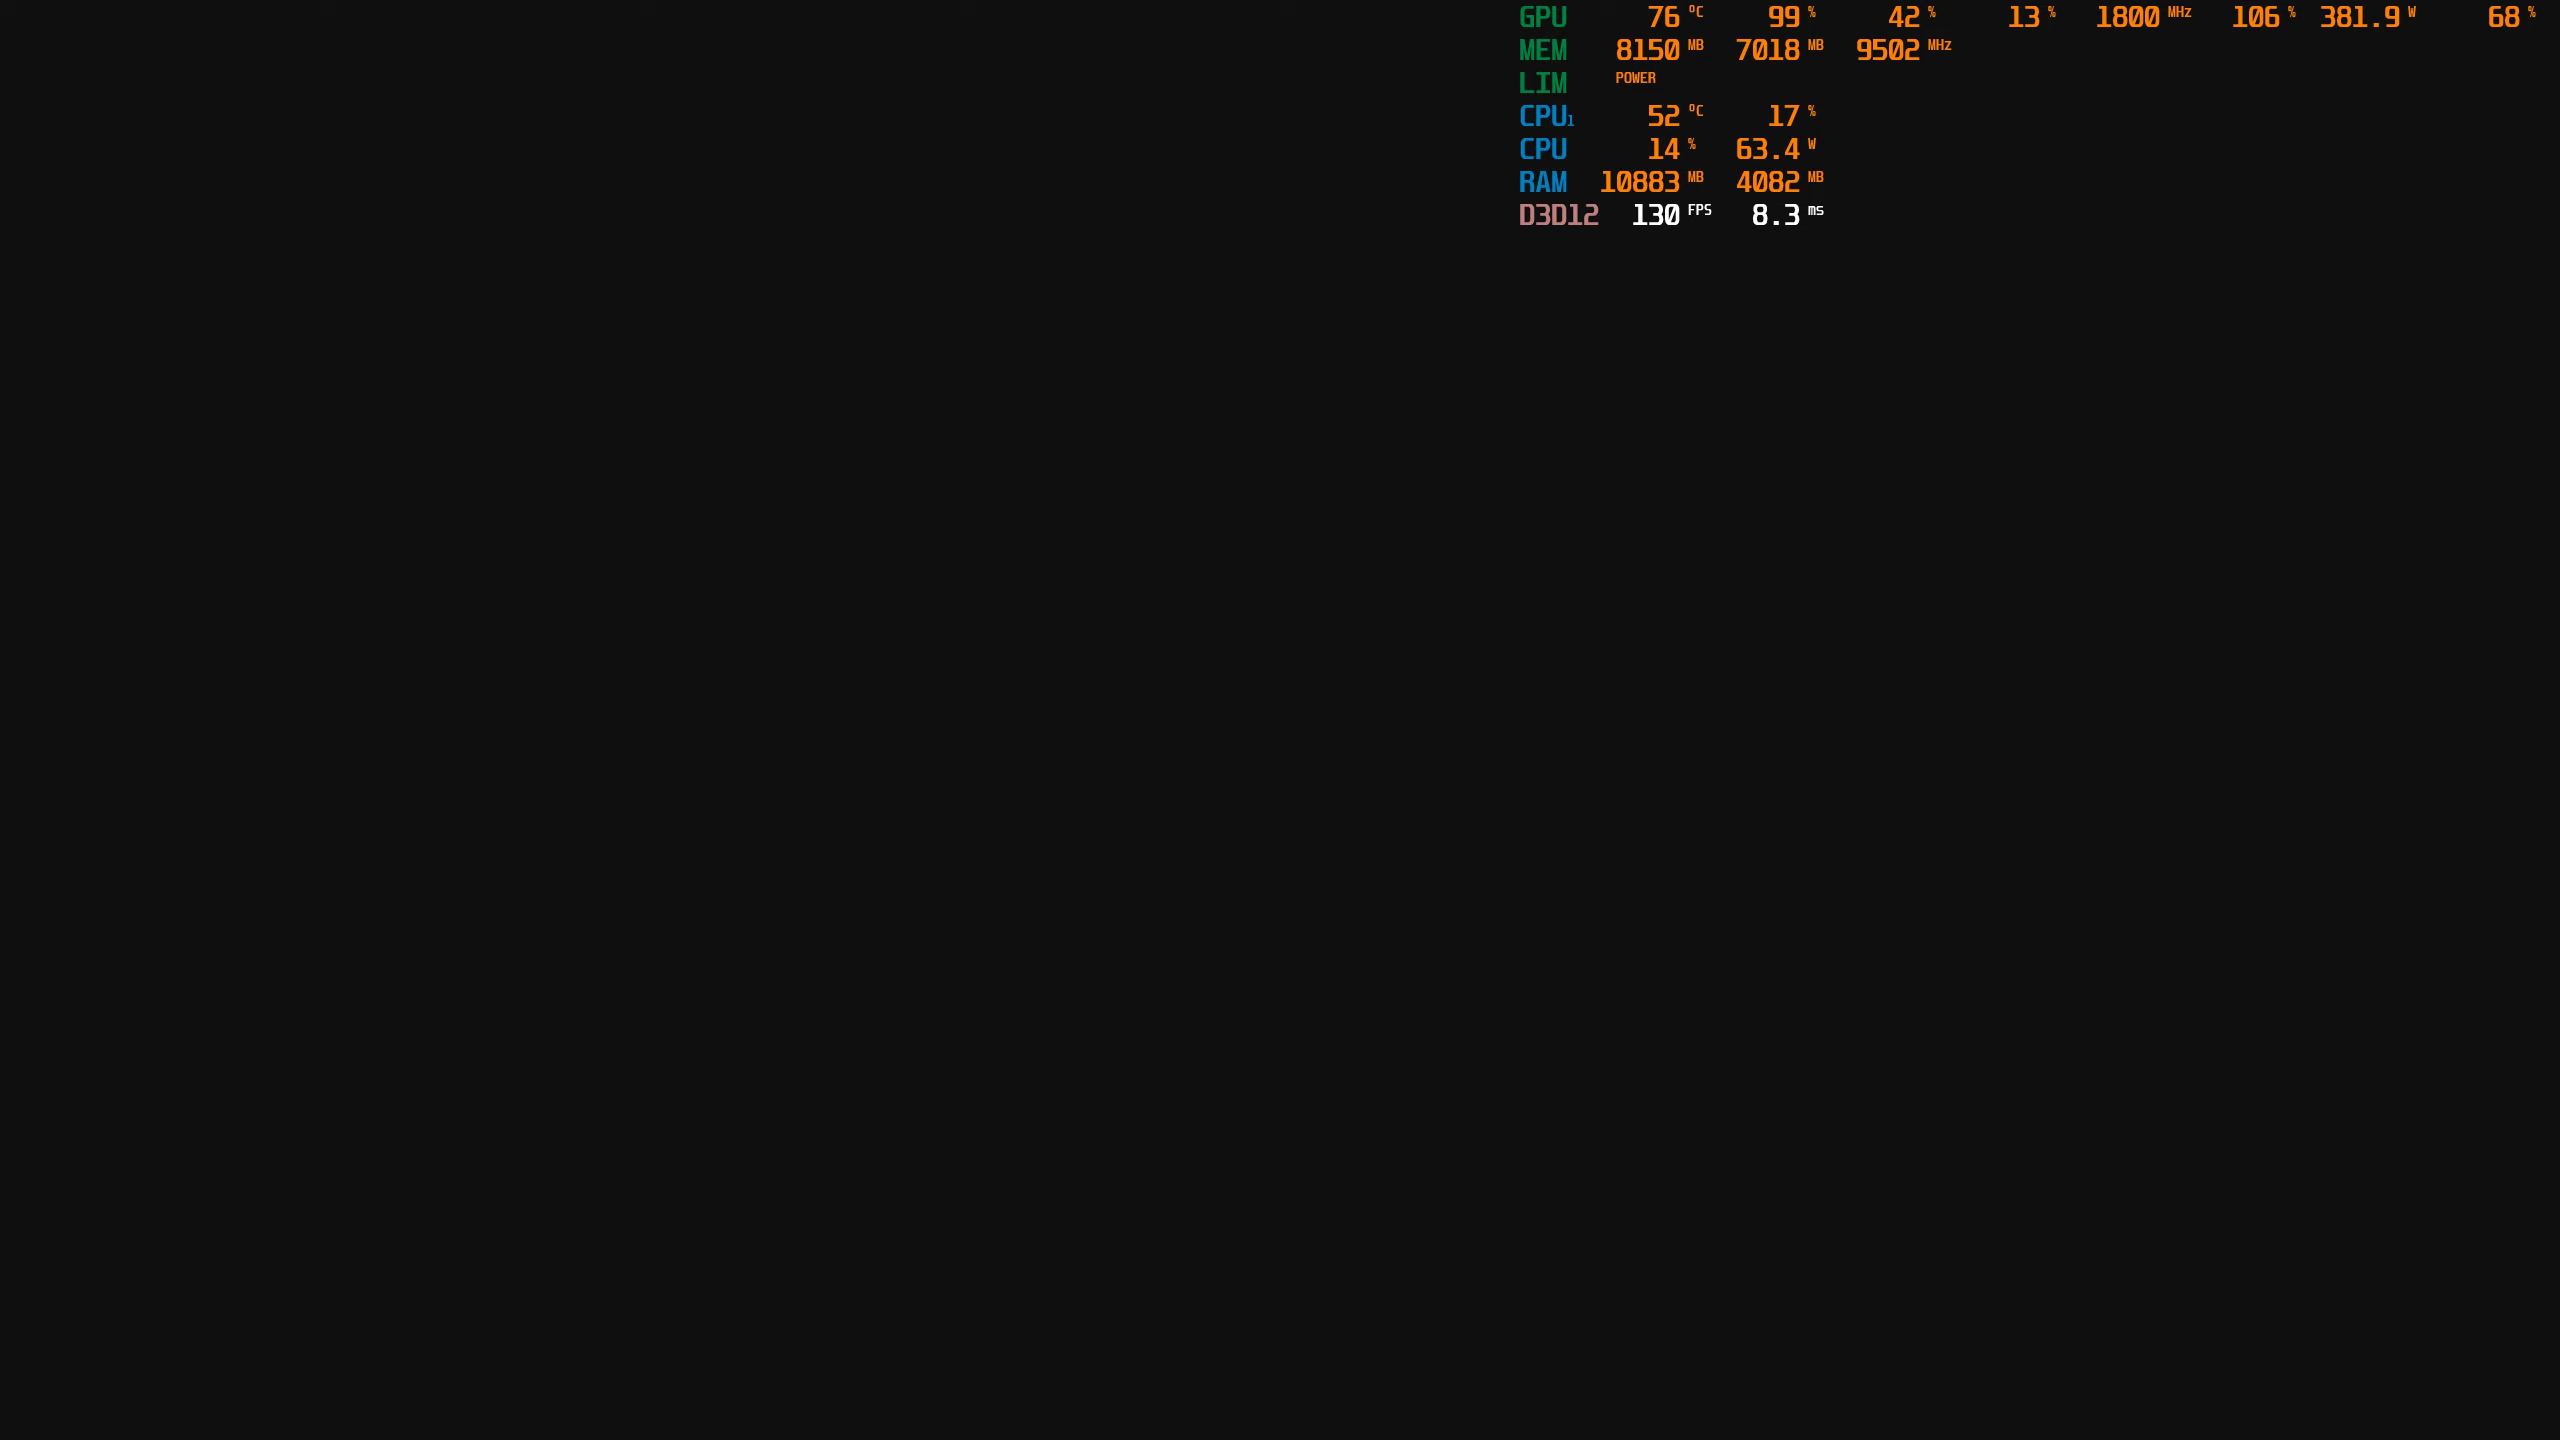 GPU 76 °C 99 % 42 % 13 % 1800 MHz 106 % 381.9 W 68 %
MEM 8150 MB 7018 MB 9502 MHz
LIM POWER
CPU1 52 °C 17 %
CPU 14 % 63.4 W
RAM 10883 MB 4082 MB
D3D12 130 FPS 8.3 ms